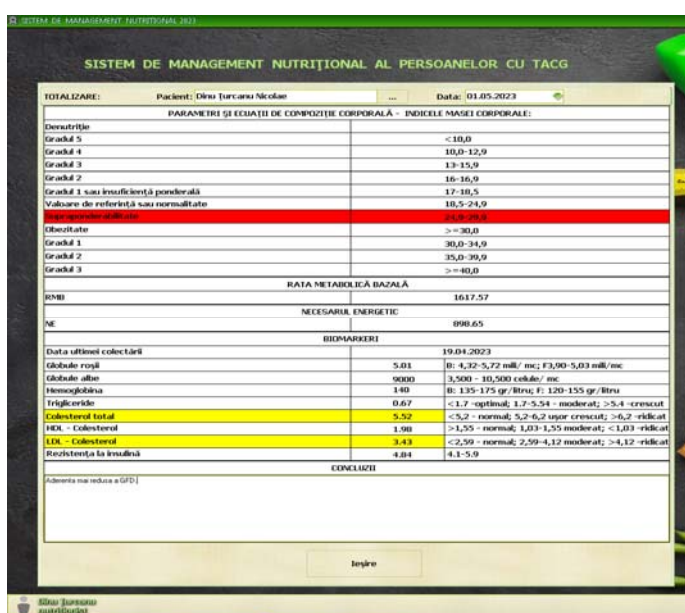 SISTEM DE MANAGEMENT NUTRIȚIONAL 2023
SISTEM DE MANAGEMENT NUTRIȚIONAL AL PERSOANELOR CU TACG
TOTALIZARE: Pacient: Dinu Țurcanu Nicolae ... Data: 01.05.2023
PARAMETRI ȘI ECUAȚII DE COMPOZIȚIE CORPORALĂ - INDICELE MASEI CORPORALE:
Denutriție
Gradul 5 <10,0
Gradul 4 10,0-12,9
Gradul 3 13-15,9
Gradul 2 16-16,9
Gradul 1 sau insuficiență ponderală 17-18,5
Valoare de referință sau normalitate 18,5-24,9
Supraponderabilitate 24,9-29,9
Obezitate >=30,0
Gradul 1 30,0-34,9
Gradul 2 35,0-39,9
Gradul 3 >=40,0
RATA METABOLICĂ BAZALĂ
RMB 1617.57
NECESARUL ENERGETIC
NE 898.65
BIOMARKERI
Data ultimei colectării 19.04.2023
Globule roșii 5.01 B: 4,32-5,72 mill/ mc; F3,90-5,03 mil/mc
Globule albe 9000 3,500 - 10,500 celule/ mc
Hemoglobina 140 B: 135-175 gr/litru; F: 120-155 gr/litru
Trigliceride 0.67 <1.7 -optimal; 1.7-5.54 - moderat; >5.4 -crescut
Colesterol total 5.52 <5,2 - normal; 5,2-6,2 ușor crescut; >6,2 -ridicat
HDL - Colesterol 1.98 >1,55 - normal; 1,03-1,55 moderat; <1,03 -ridicat
LDL - Colesterol 3.43 <2,59 - normal; 2,59-4,12 moderat; >4,12 -ridicat
Rezistența la insulină 4.84 4.1-5.9
CONCLUZII
Aderenta mai redusa a GFD.
Ieșire
Dinu Țurcanu
nutriționist